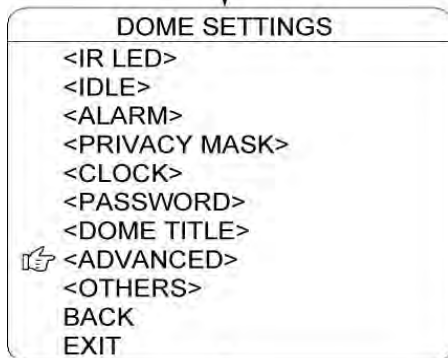 DOME SETTINGS
<IR LED>
<IDLE>
<ALARM>
<PRIVACY MASK>
<CLOCK>
<PASSWORD>
<DOME TITLE>
<ADVANCED>
<OTHERS>
BACK
EXIT